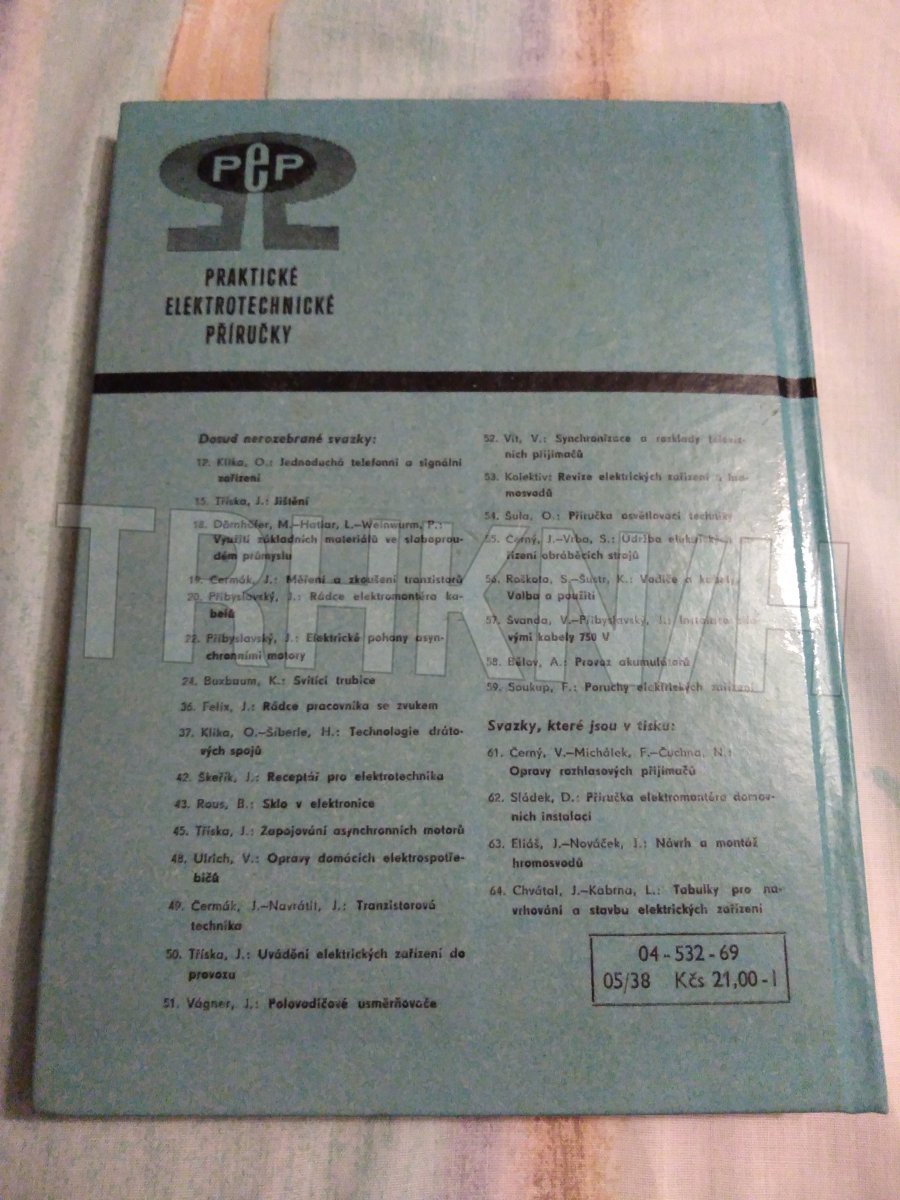 PeP
PRAKTICKÉ
ELEKTROTECHNICKÉ
PŘÍRUČKY
Dosud nerozebrané svazky:
12. Klika, O.: Jednoduchá telefonní a signální
zařízení
15. Tříska, J.: Jištění
18. Dörnhöfer, M.–Hatlar, L.–Weinwurm, P.:
Využití základních materiálů ve slaboprou-
dém průmyslu
19. Čermák, J.: Měření a zkoušení tranzistorů
20. Přibyslavský, J.: Rádce elektromontéra ka-
belů
22. Přibyslavský, J.: Elektrické pohony asyn-
chronními motory
24. Buxbaum, K.: Svítící trubice
36. Felix, J.: Rádce pracovníka se zvukem
37. Klika, O.–Šiberle, H.: Technologie dráto-
vých spojů
42. Škeřík, J.: Receptář pro elektrotechnika
43. Rous, B.: Sklo v elektronice
45. Tříska, J.: Zapojování asynchronních motorů
48. Ulrich, V.: Opravy domácích elektrospotře-
bičů
49. Čermák, J.–Navrátil, J.: Tranzistorová
technika
50. Tříska, J.: Uvádění elektrických zařízení do
provozu
51. Vágner, J.: Polovodičové usměrňovače
52. Vít, V.: Synchronizace a rozklady televiz-
ních přijímačů
53. Kolektiv: Revize elektrických zařízení a hro-
mosvodů
54. Šula, O.: Příručka osvětlovací techniky
55. Černý, J.–Vrba, S.: Údržba elektrických
řízení obráběcích strojů
56. Roškota, S.–Šustr, K.: Vodiče a kabely.
Volba a použití
57. Švanda, V.–Přibyslavský, J.: Instalace silo-
vými kabely 750 V
58. Bělov, A.: Provoz akumulátorů
59. Soukup, F.: Poruchy elektrických zařízení
Svazky, které jsou v tisku:
61. Černý, V.–Michálek, F.–Čuchna, N.:
Opravy rozhlasových přijímačů
62. Sládek, D.: Příručka elektromontéra domov-
ních instalací
63. Eliáš, J.–Nováček, J.: Návrh a montáž
hromosvodů
64. Chvátal, J.–Kabrna, L.: Tabulky pro na-
vrhování a stavbu elektrických zařízení
04-532-69
05/38 Kčs 21,00-I
TRHKNIH